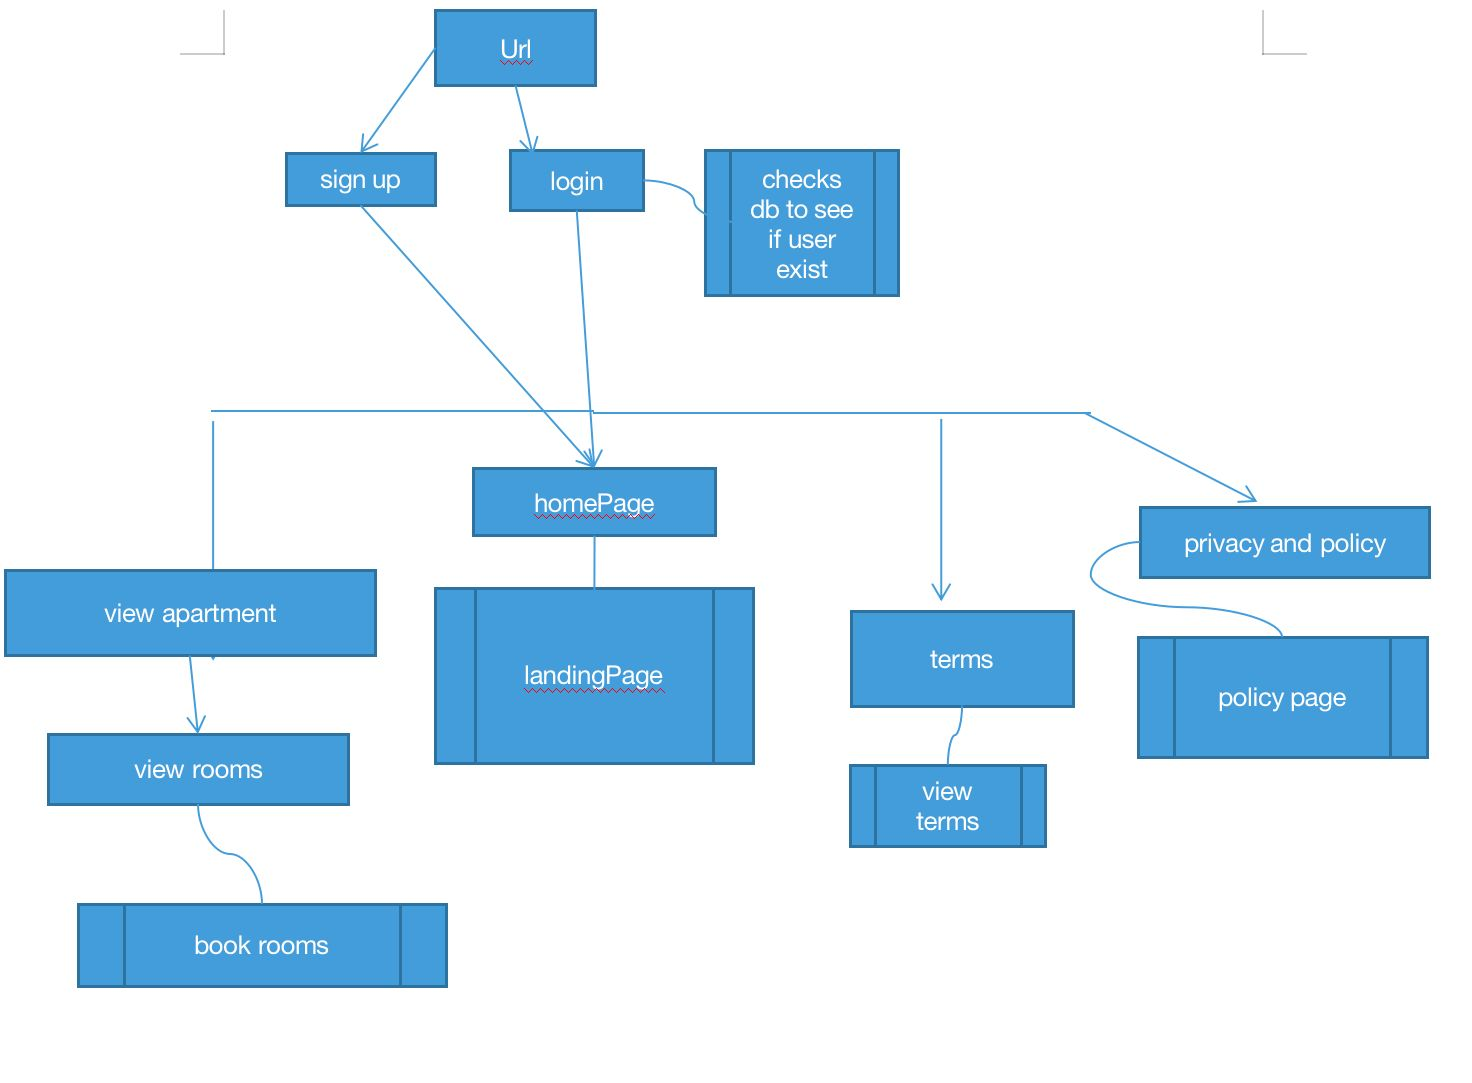 Url
sign up
login
checks
db to see
if user
exist
homePage
privacy and policy
view apartment
terms
landingPage
policy page
view rooms
view
terms
book rooms